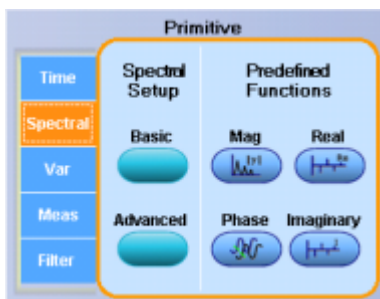 Primitive
Time
Spectral
Var
Meas
Filter
Spectral
Setup
Basic
Advanced
Predefined
Functions
Mag
Real
Phase
Imaginary